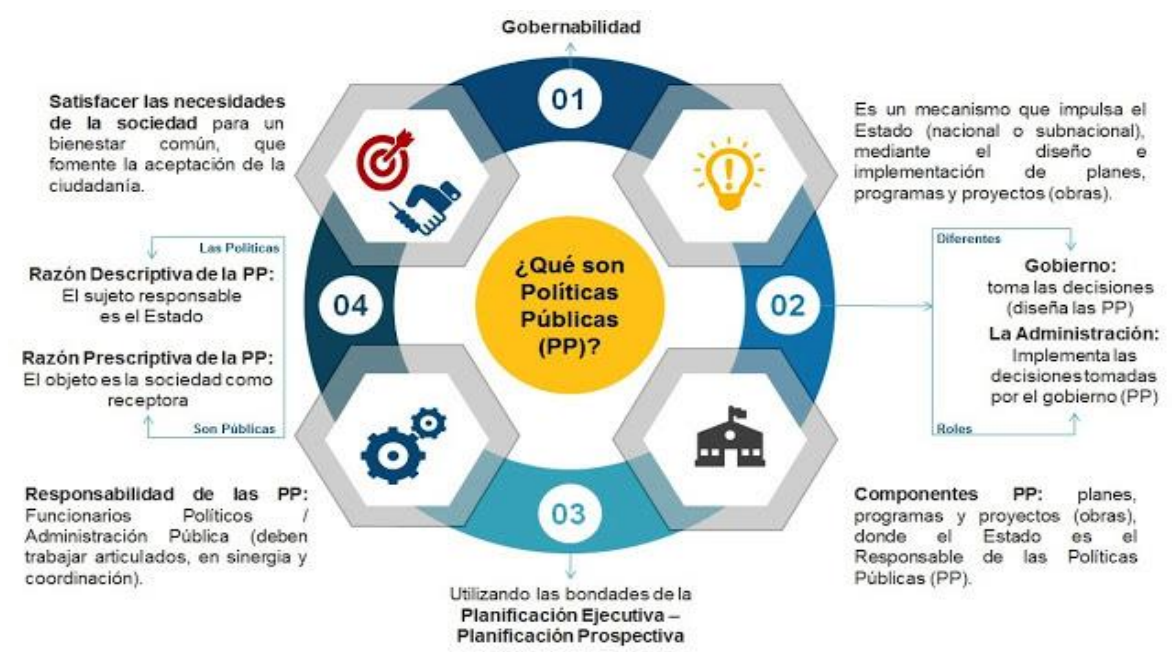 Gobernabilidad
01
Satisfacer las necesidades
de la sociedad para un
bienestar común, que
fomente la aceptación de la
ciudadanía.
Es un mecanismo que impulsa el
Estado (nacional o subnacional),
mediante el diseño e
implementación de planes,
programas y proyectos (obras).
Las Políticas
Razón Descriptiva de la PP:
El sujeto responsable
es el Estado
Razón Prescriptiva de la PP:
El objeto es la sociedad como
receptora
Son Públicas
04
¿Qué son
Políticas
Públicas
(PP)?
02
Diferentes
Gobierno:
toma las decisiones
(diseña las PP)
La Administración:
Implementa las
decisiones tomadas
por el gobierno (PP)
Roles
Responsabilidad de las PP:
Funcionarios Políticos /
Administración Pública (deben
trabajar articulados, en sinergia y
coordinación).
03
Utilizando las bondades de la
Planificación Ejecutiva –
Planificación Prospectiva
Componentes PP: planes,
programas y proyectos (obras),
donde el Estado es el
Responsable de las Políticas
Públicas (PP).